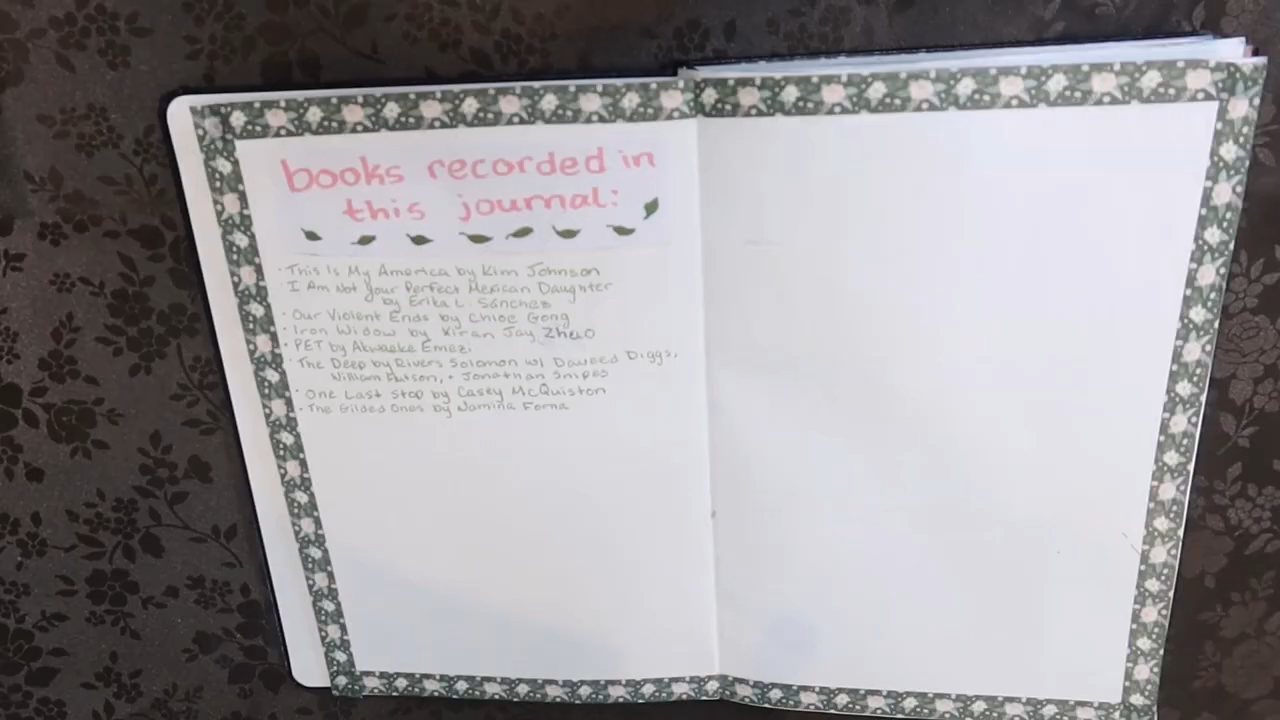 books recorded in
this journal:
· This Is My America by Kim Johnson
· I Am Not Your Perfect Mexican Daughter
by Erika L. Sánchez
· Our Violent Ends by Chloe Gong
· Iron Widow by Xiran Jay Zhao
· PET by Akwaeke Emezi
· The Deep by Rivers Solomon w/ Daveed Diggs,
William Hutson, + Jonathan Snipes
· One Last Stop by Casey McQuiston
· The Gilded Ones by Namina Forna